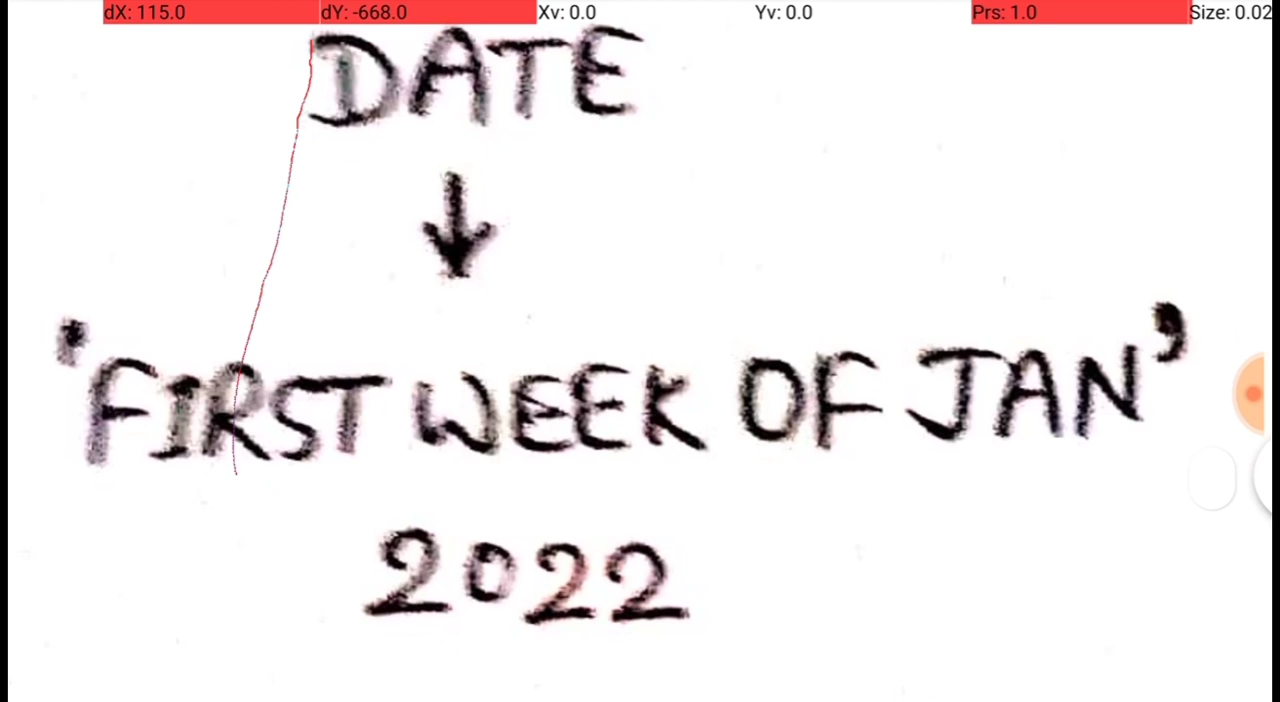 dX: 115.0 dY: -668.0 Xv: 0.0 Yv: 0.0 Prs: 1.0 Size: 0.02
DATE
↓
'FIRST WEEK OF JAN'
2022